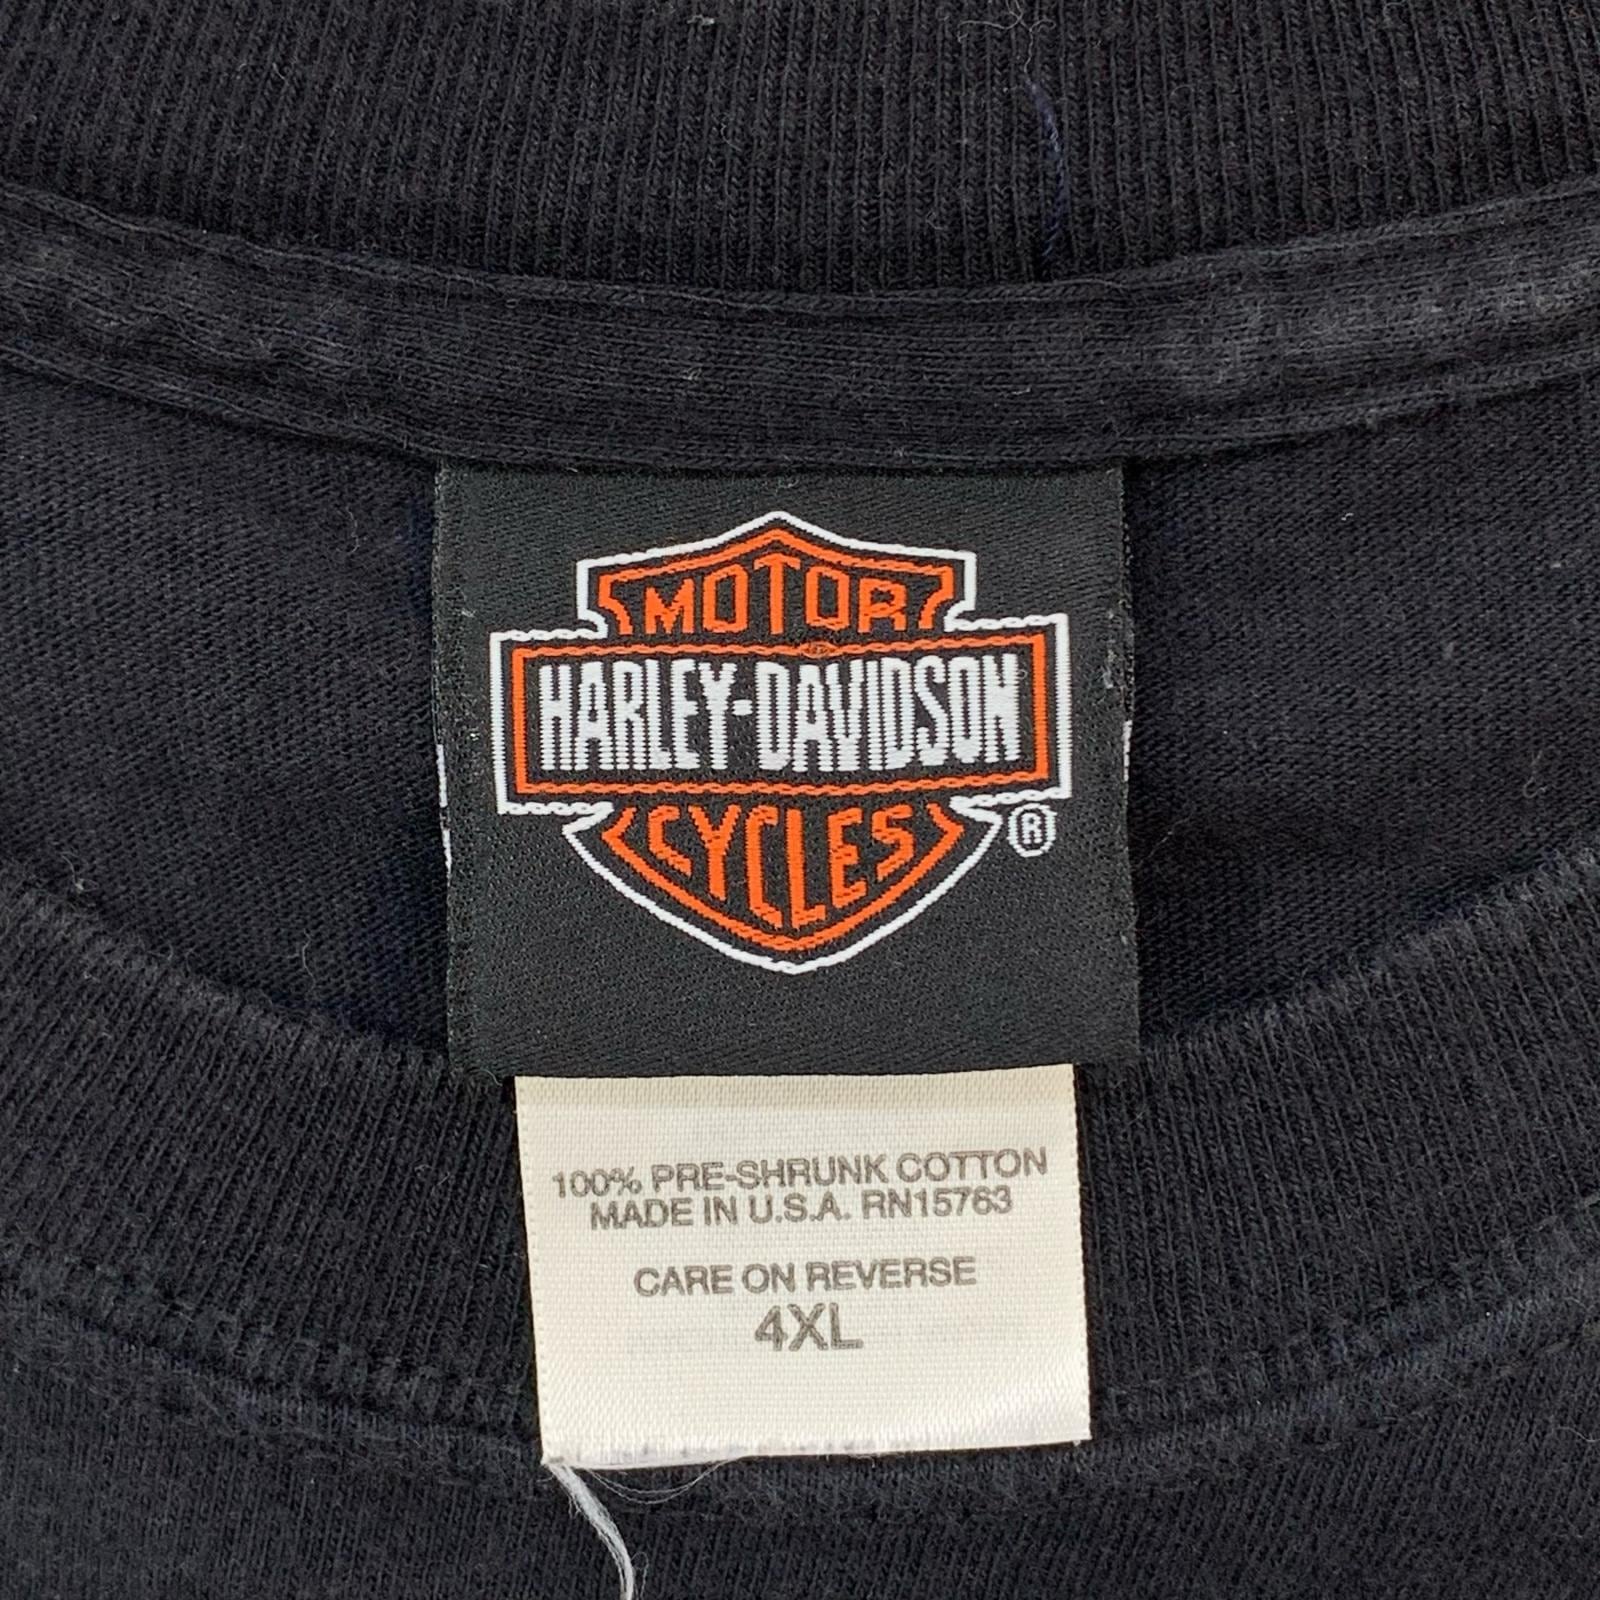 MOTOR
HARLEY-DAVIDSON
CYCLES
®
100% PRE-SHRUNK COTTON
MADE IN U.S.A. RN15763
CARE ON REVERSE
4XL